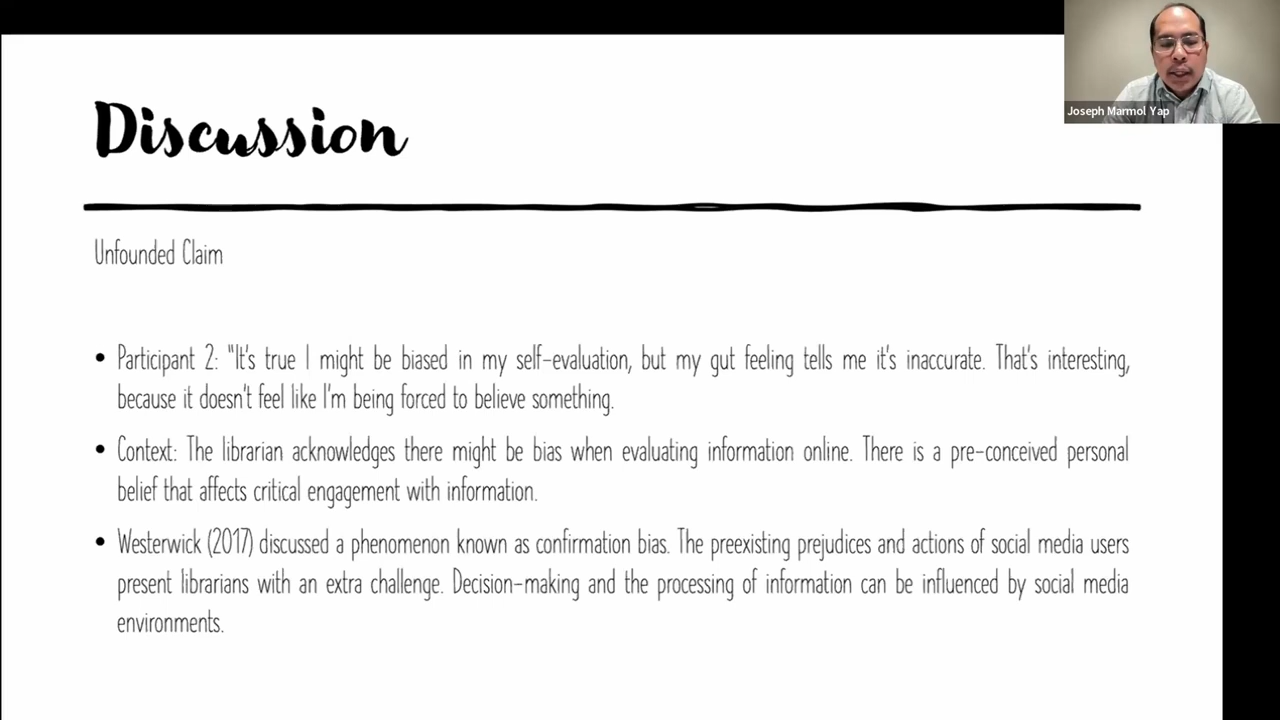 Joseph Marmol Yap
Discussion
Unfounded Claim
• Participant 2: "It's true I might be biased in my self-evaluation, but my gut feeling tells me it's inaccurate. That's interesting,
because it doesn't feel like I'm being forced to believe something.
• Context: The librarian acknowledges there might be bias when evaluating information online. There is a pre-conceived personal
belief that affects critical engagement with information.
• Westerwick (2017) discussed a phenomenon known as confirmation bias. The preexisting prejudices and actions of social media users
present librarians with an extra challenge. Decision-making and the processing of information can be influenced by social media
environments.